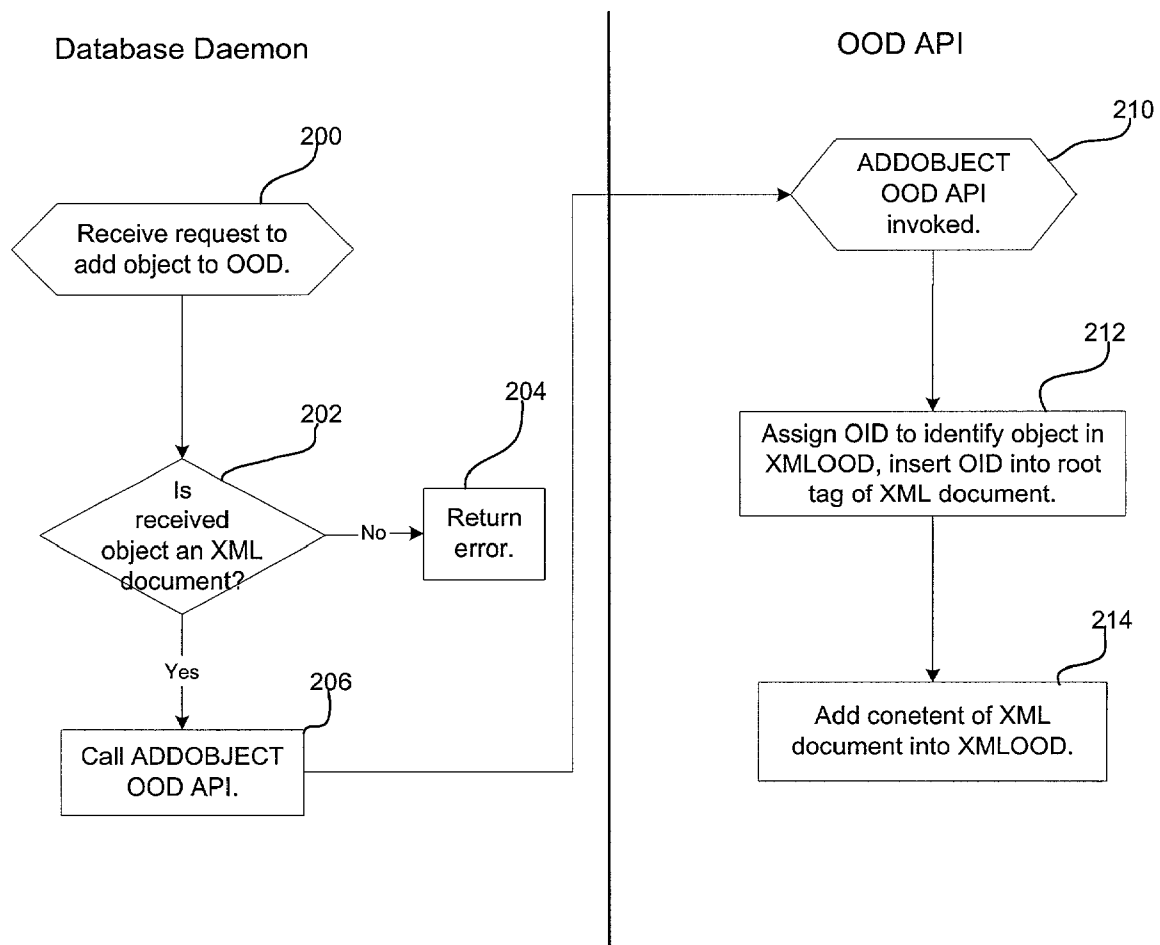 Database Daemon
200
Receive request to
add object to OOD.
202
Is
received
object an XML
document?
No
204
Return
error.
Yes
206
Call ADDOBJECT
OOD API.
OOD API
210
ADDOBJECT
OOD API
invoked.
212
Assign OID to identify object in
XMLOOD, insert OID into root
tag of XML document.
214
Add conetent of XML
document into XMLOOD.